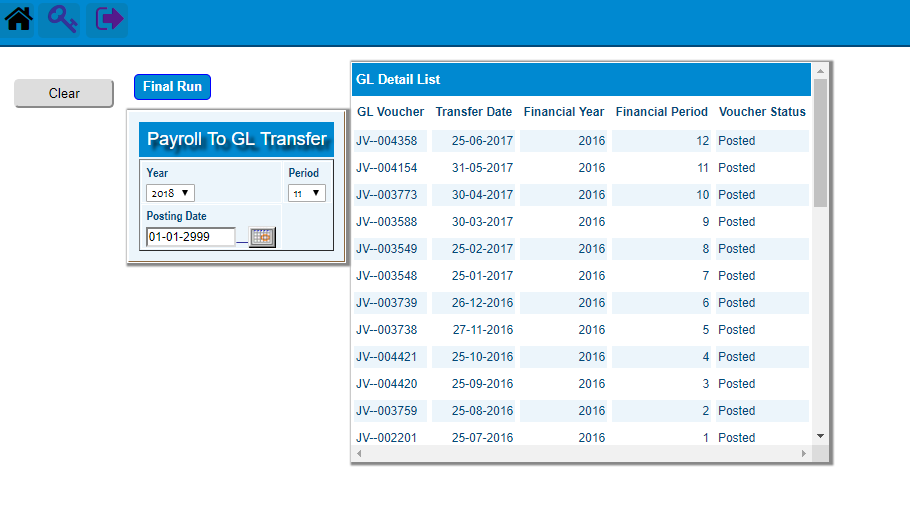 Clear
Final Run
Payroll To GL Transfer
Year Period
2018 11
Posting Date
01-01-2999
GL Detail List
GL Voucher Transfer Date Financial Year Financial Period Voucher Status
JV--004358 25-06-2017 2016 12 Posted
JV--004154 31-05-2017 2016 11 Posted
JV--003773 30-04-2017 2016 10 Posted
JV--003588 30-03-2017 2016 9 Posted
JV--003549 25-02-2017 2016 8 Posted
JV--003548 25-01-2017 2016 7 Posted
JV--003739 26-12-2016 2016 6 Posted
JV--003738 27-11-2016 2016 5 Posted
JV--004421 25-10-2016 2016 4 Posted
JV--004420 25-09-2016 2016 3 Posted
JV--003759 25-08-2016 2016 2 Posted
JV--002201 25-07-2016 2016 1 Posted